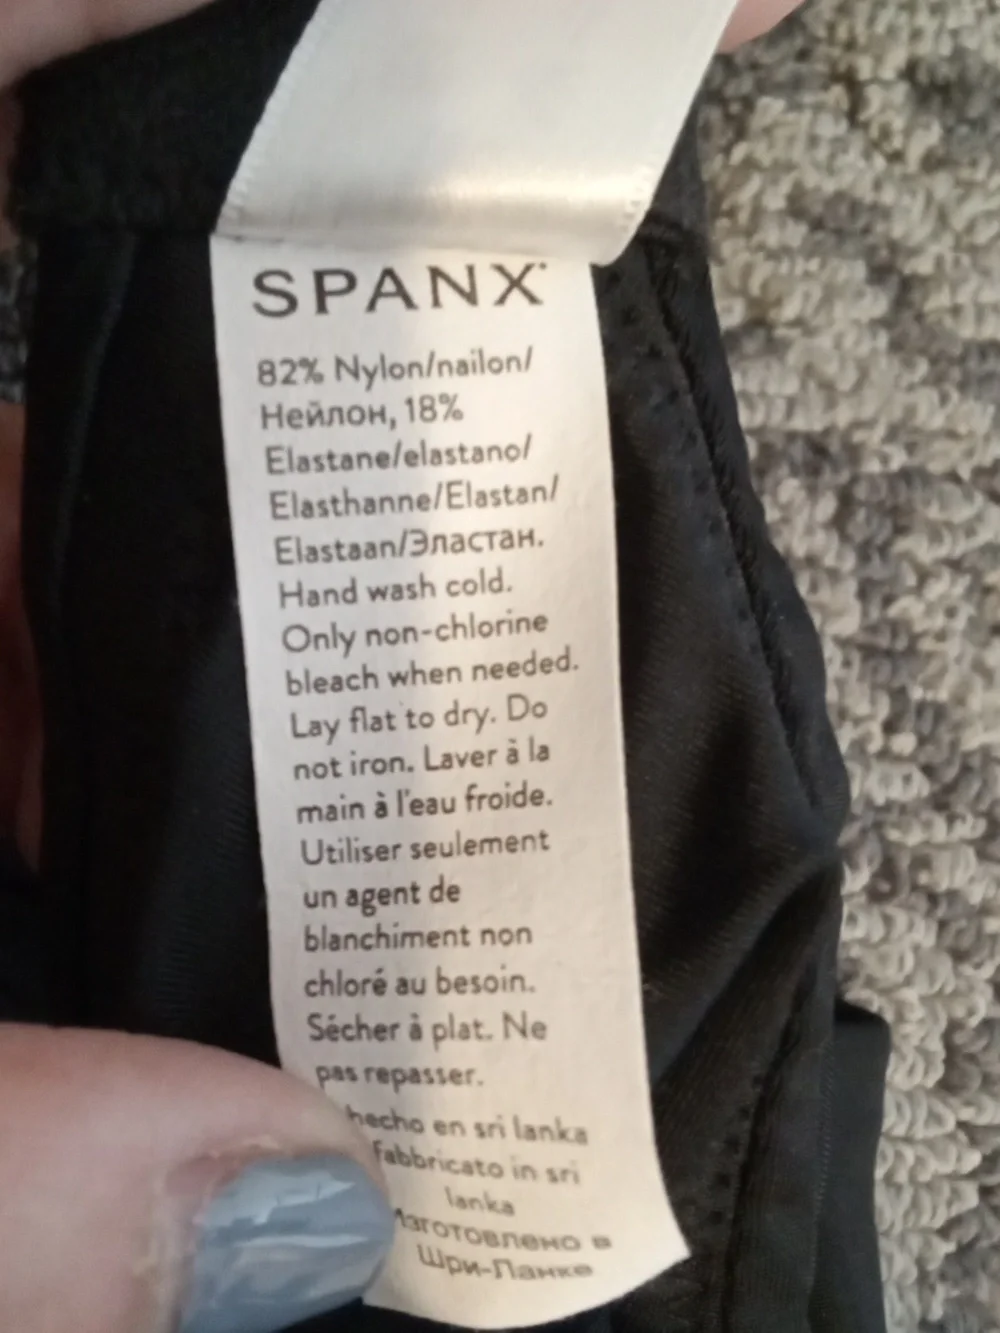 SPANX
82% Nylon/nailon/
Нейлон, 18%
Elastane/elastano/
Elasthanne/Elastan/
Elastaan/Эластан.
Hand wash cold.
Only non-chlorine
bleach when needed.
Lay flat to dry. Do
not iron. Laver à la
main à l'eau froide.
Utiliser seulement
un agent de
blanchiment non
chloré au besoin.
Sécher à plat. Ne
pas repasser.
hecho en sri lanka
fabbricato in sri
lanka
Изготовлено в
Шри-Ланке